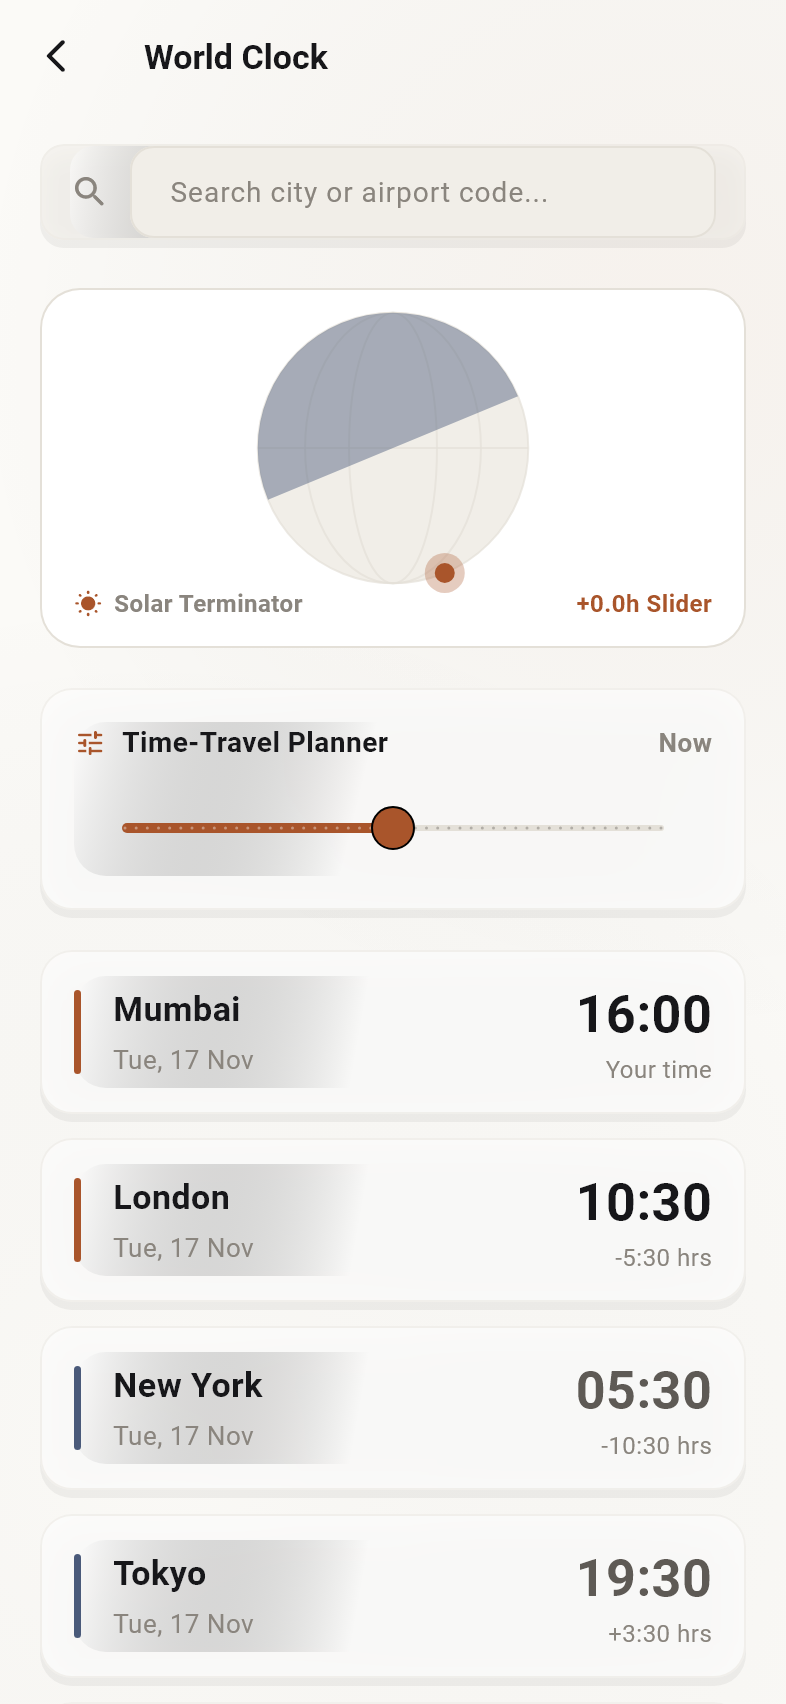 World Clock
Search city or airport code...
Solar Terminator
+0.0h Slider
Time-Travel Planner
Now
Mumbai
16:00
Tue, 17 Nov
Your time
London
10:30
Tue, 17 Nov
-5:30 hrs
New York
05:30
Tue, 17 Nov
-10:30 hrs
Tokyo
19:30
Tue, 17 Nov
+3:30 hrs